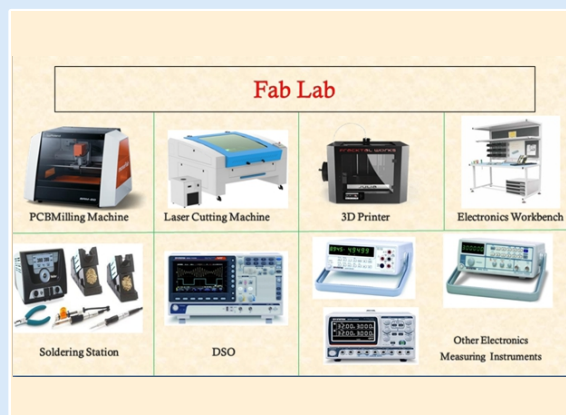 Fab Lab
PCBMilling Machine
Laser Cutting Machine
3D Printer
Electronics Workbench
Soldering Station
DSO
Other Electronics
Measuring Instruments